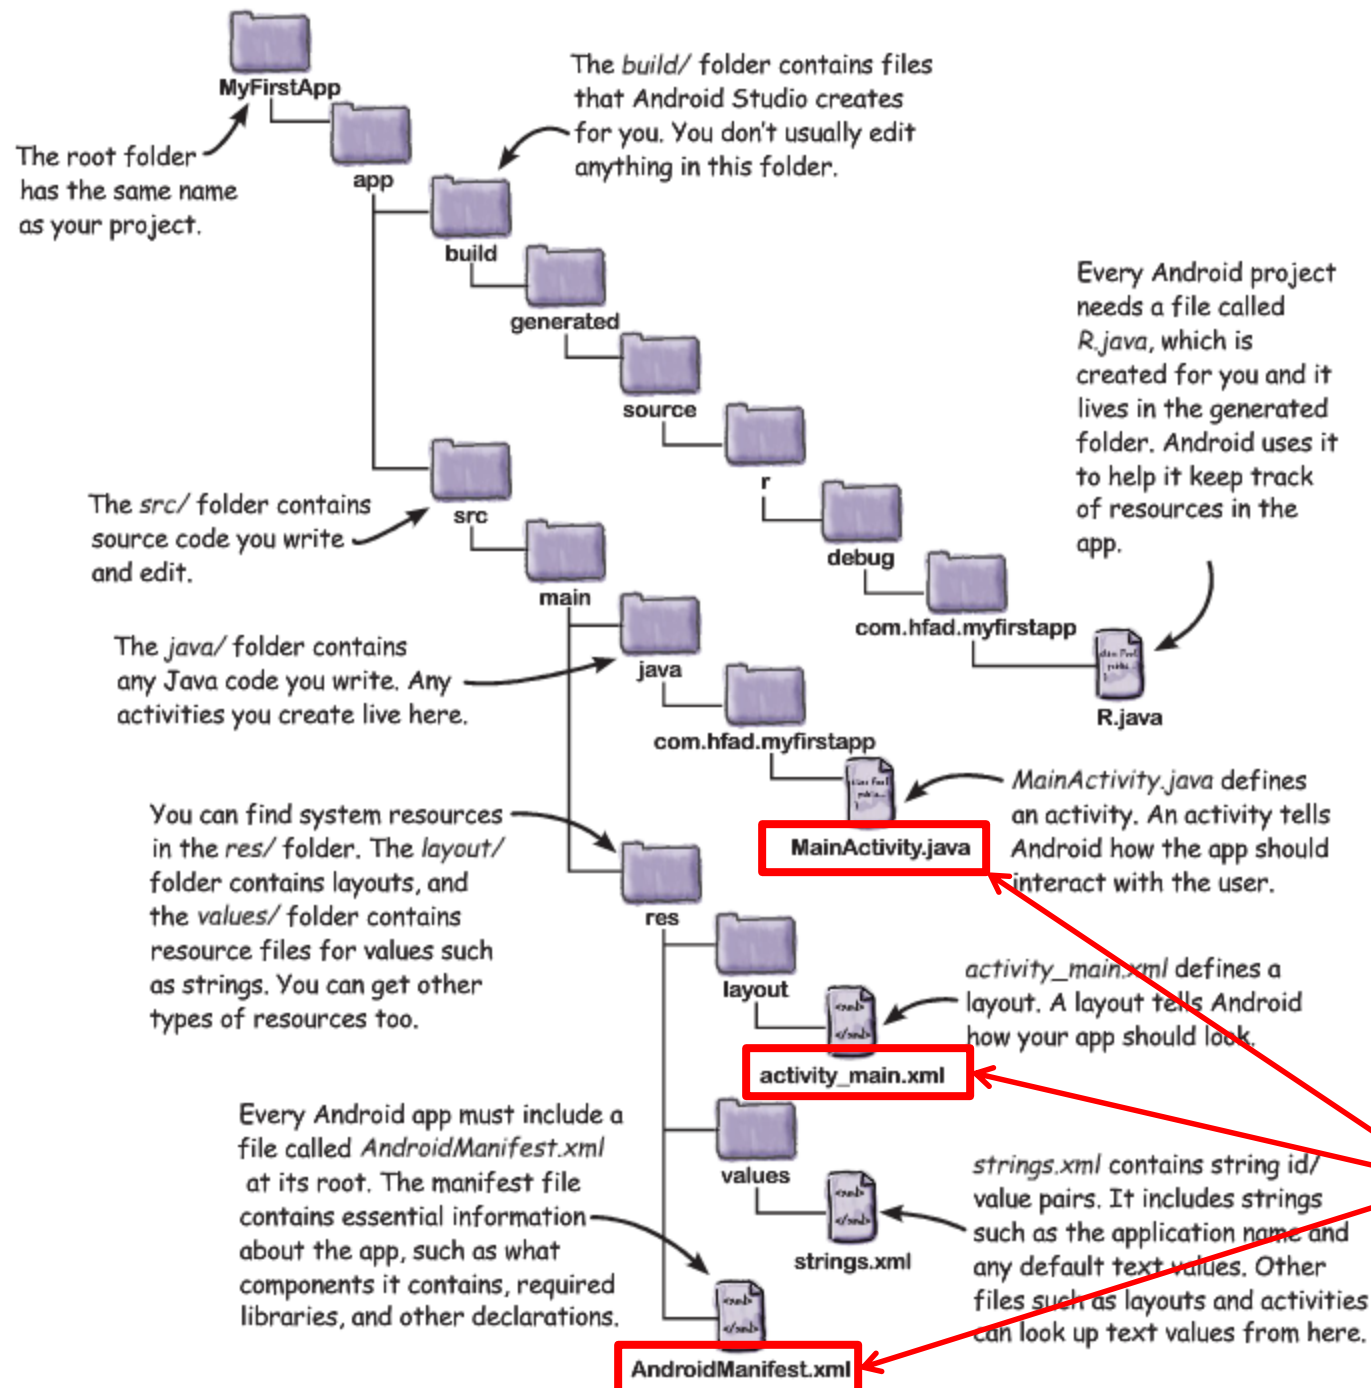 MyFirstApp
The build/ folder contains files
that Android Studio creates
for you. You don't usually edit
anything in this folder.
The root folder
has the same name
as your project.
app
build
generated
source
r
debug
com.hfad.myfirstapp
R.java
Every Android project
needs a file called
R.java, which is
created for you and it
lives in the generated
folder. Android uses it
to help it keep track
of resources in the
app.
The src/ folder contains
source code you write
and edit.
src
main
The java/ folder contains
any Java code you write. Any
activities you create live here.
java
com.hfad.myfirstapp
MainActivity.java
MainActivity.java defines
an activity. An activity tells
Android how the app should
interact with the user.
You can find system resources
in the res/ folder. The layout/
folder contains layouts, and
the values/ folder contains
resource files for values such
as strings. You can get other
types of resources too.
res
layout
<xml>
</xml>
activity_main.xml
activity_main.xml defines a
layout. A layout tells Android
how your app should look.
values
<xml>
</xml>
strings.xml
strings.xml contains string id/
value pairs. It includes strings
such as the application name and
any default text values. Other
files such as layouts and activities
can look up text values from here.
Every Android app must include a
file called AndroidManifest.xml
at its root. The manifest file
contains essential information
about the app, such as what
components it contains, required
libraries, and other declarations.
<xml>
</xml>
AndroidManifest.xml